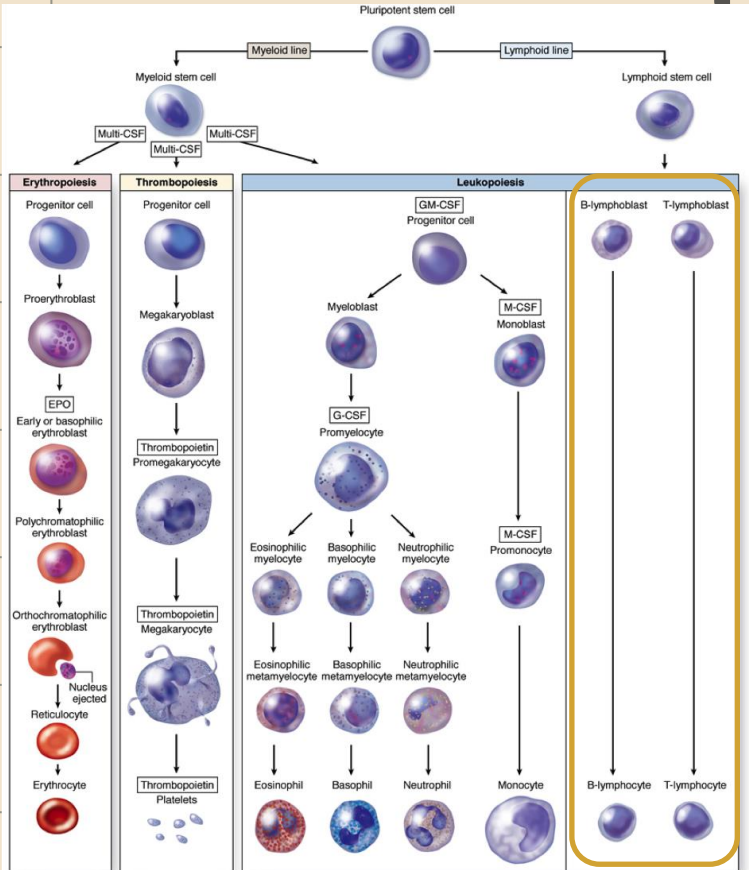 Pluripotent stem cell
Myeloid line
Lymphoid line
Myeloid stem cell
Lymphoid stem cell
Multi-CSF
Multi-CSF
Multi-CSF
Erythropoiesis
Progenitor cell
Proerythroblast
EPO
Early or basophilic
erythroblast
Polychromatophilic
erythroblast
Orthochromatophilic
erythroblast
Nucleus
ejected
Reticulocyte
Erythrocyte
Thrombopoiesis
Progenitor cell
Megakaryoblast
Thrombopoietin
Promegakaryocyte
Thrombopoietin
Megakaryocyte
Thrombopoietin
Platelets
Leukopoiesis
GM-CSF
Progenitor cell
Myeloblast
M-CSF
Monoblast
G-CSF
Promyelocyte
M-CSF
Promonocyte
Eosinophilic
myelocyte
Basophilic
myelocyte
Neutrophilic
myelocyte
Eosinophilic
metamyelocyte
Basophilic
metamyelocyte
Neutrophilic
metamyelocyte
Eosinophil
Basophil
Neutrophil
Monocyte
B-lymphoblast
T-lymphoblast
B-lymphocyte
T-lymphocyte